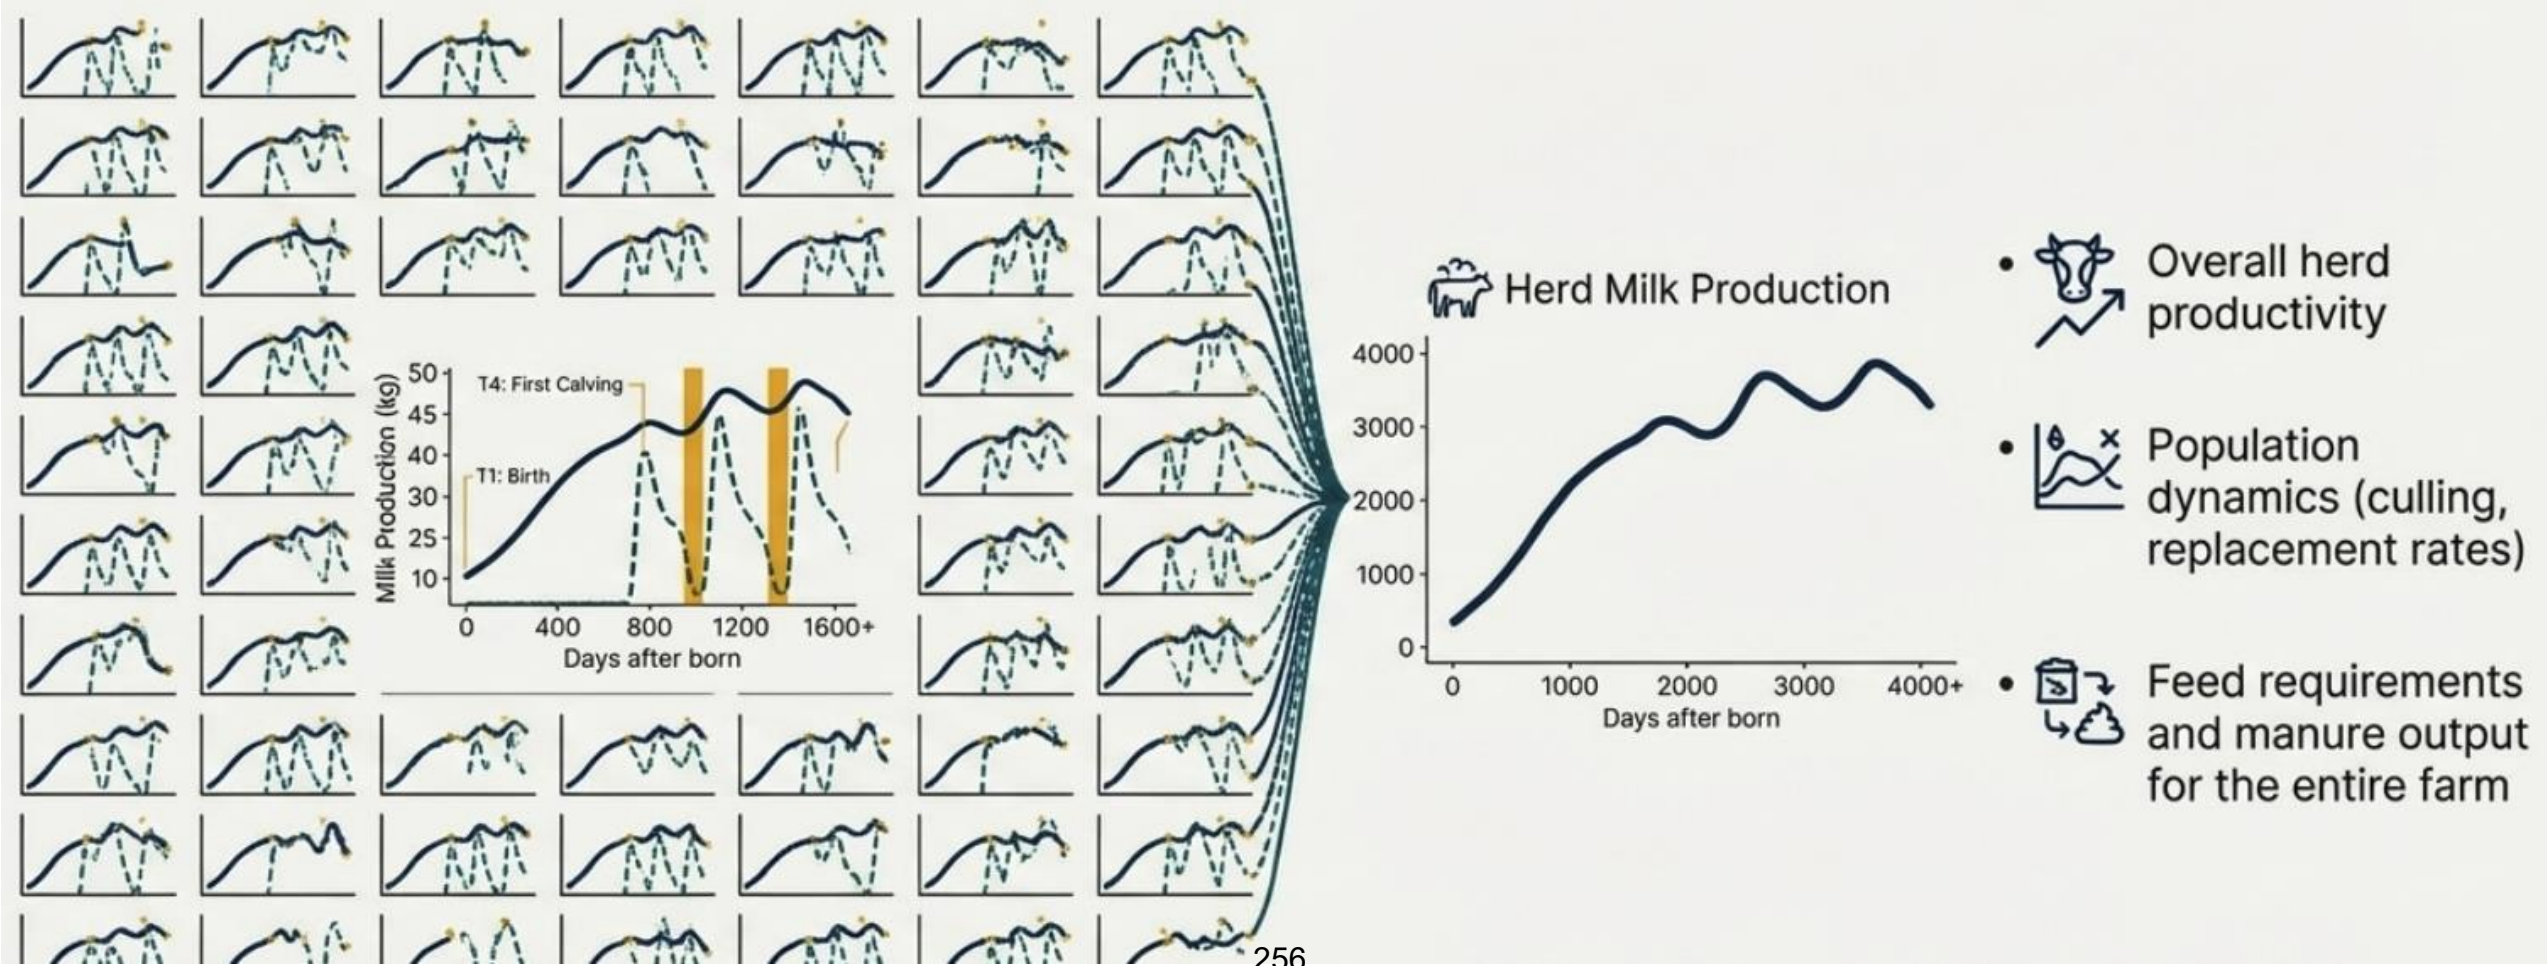 50
45
40
30
25
10
Milk Production (kg)
T4: First Calving
T1: Birth
0 400 800 1200 1600+
Days after born
Herd Milk Production
4000
3000
2000
1000
0
0 1000 2000 3000 4000+
Days after born
• Overall herd
productivity
• Population
dynamics (culling,
replacement rates)
• Feed requirements
and manure output
for the entire farm
256